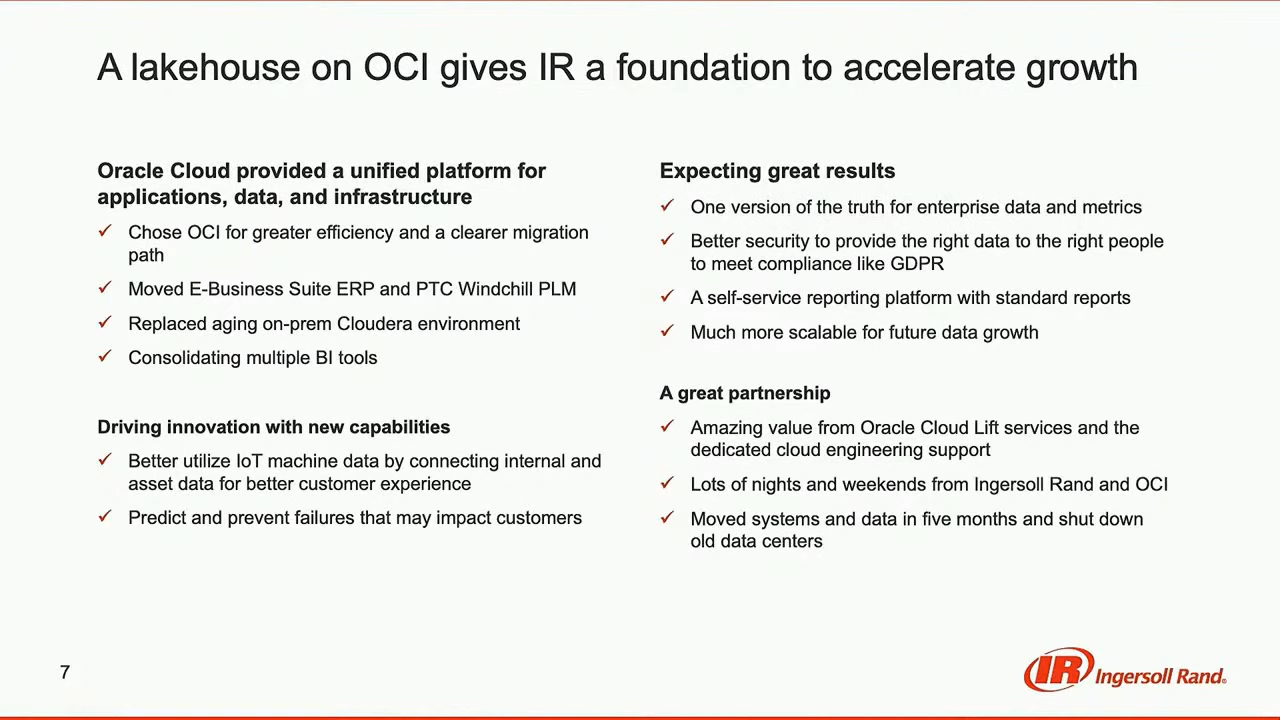 A lakehouse on OCI gives IR a foundation to accelerate growth
Oracle Cloud provided a unified platform for
applications, data, and infrastructure
✓ Chose OCI for greater efficiency and a clearer migration
path
✓ Moved E-Business Suite ERP and PTC Windchill PLM
✓ Replaced aging on-prem Cloudera environment
✓ Consolidating multiple BI tools
Driving innovation with new capabilities
✓ Better utilize IoT machine data by connecting internal and
asset data for better customer experience
✓ Predict and prevent failures that may impact customers
Expecting great results
✓ One version of the truth for enterprise data and metrics
✓ Better security to provide the right data to the right people
to meet compliance like GDPR
✓ A self-service reporting platform with standard reports
✓ Much more scalable for future data growth
A great partnership
✓ Amazing value from Oracle Cloud Lift services and the
dedicated cloud engineering support
✓ Lots of nights and weekends from Ingersoll Rand and OCI
✓ Moved systems and data in five months and shut down
old data centers
7
IR Ingersoll Rand®